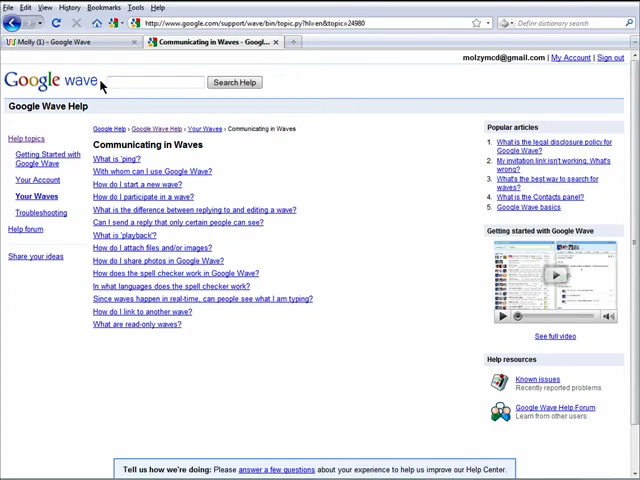 File Edit View History Bookmarks Tools Help
http://www.google.com/support/wave/bin/topic.py?hl=en&topic=24980
Definr dictionary search
Molly (1) - Google Wave
Communicating in Waves - Googl...
molzymcd@gmail.com | My Account | Sign out
Google wave
Search Help
Google Wave Help
Help topics
Getting Started with
Google Wave
Your Account
Your Waves
Troubleshooting
Help forum
Share your ideas
Google Help › Google Wave Help › Your Waves › Communicating in Waves
Communicating in Waves
What is 'ping'?
With whom can I use Google Wave?
How do I start a new wave?
How do I participate in a wave?
What is the difference between replying to and editing a wave?
Can I send a reply that only certain people can see?
What is 'playback'?
How do I attach files and/or images?
How do I share photos in Google Wave?
How does the spell checker work in Google Wave?
In what languages does the spell checker work?
Since waves happen in real-time, can people see what I am typing?
How do I link to another wave?
What are read-only waves?
Popular articles
1. What is the legal disclosure policy for
Google Wave?
2. My invitation link isn't working. What's
wrong?
3. What's the best way to search for
waves?
4. What is the Contacts panel?
5. Google Wave basics
Getting started with Google Wave
See full video
Help resources
Known issues
Recently reported problems
Google Wave Help Forum
Learn from other users
Tell us how we're doing: Please answer a few questions about your experience to help us improve our Help Center.